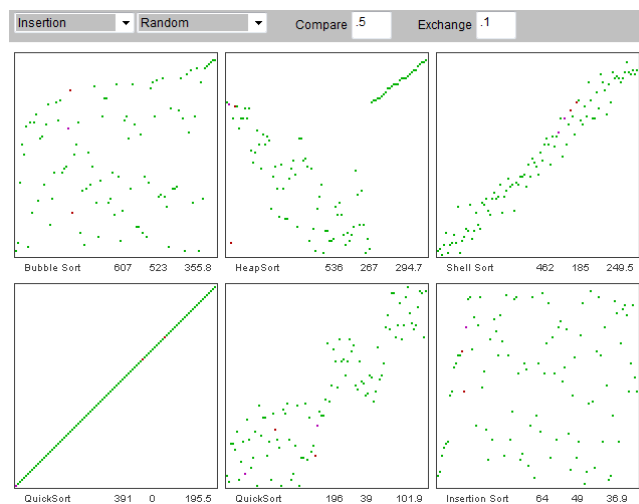 Insertion Random Compare .5 Exchange .1
Bubble Sort 607 523 355.8 HeapSort 536 267 294.7 Shell Sort 462 185 249.5
QuickSort 391 0 195.5 QuickSort 196 39 101.9 Insertion Sort 64 49 36.9